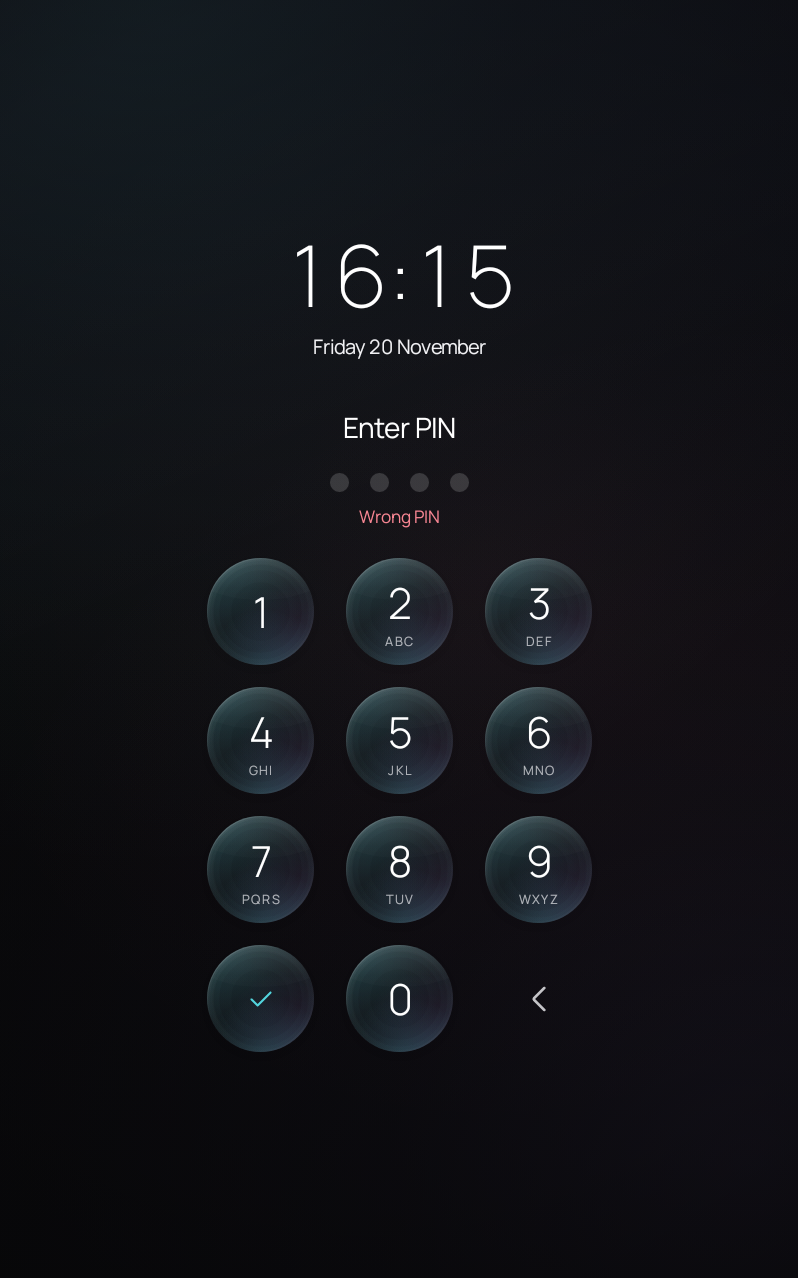 16:15
Friday 20 November
Enter PIN
Wrong PIN
1 2 3
ABC DEF
4 5 6
GHI JKL MNO
7 8 9
PQRS TUV WXYZ
0